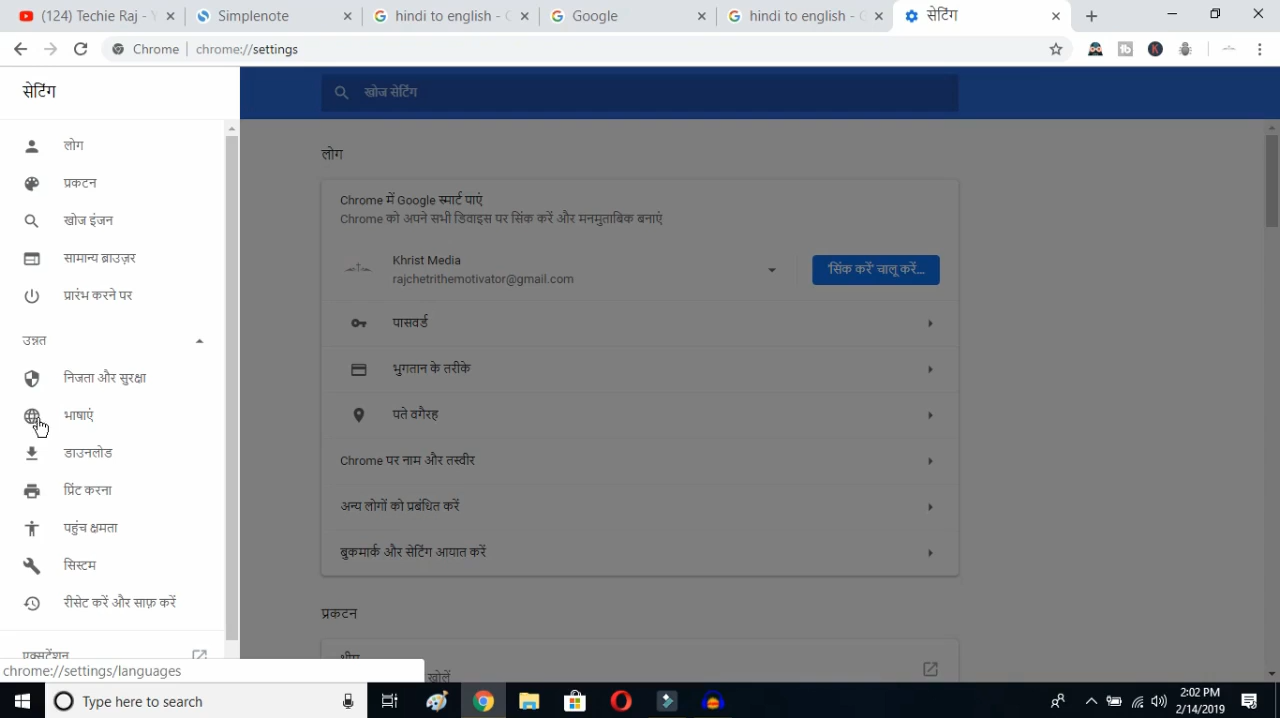 (124) Techie Raj - Y
Simplenote
hindi to english - G
Google
hindi to english - G
सेटिंग
Chrome
chrome://settings
सेटिंग
लोग
प्रकटन
खोज इंजन
सामान्य ब्राउज़र
प्रारंभ करने पर
उन्नत
निजता और सुरक्षा
भाषाएं
डाउनलोड
प्रिंट करना
पहुंच क्षमता
सिस्टम
रीसेट करें और साफ़ करें
एक्सटेंशन
chrome://settings/languages
खोज सेटिंग
लोग
Chrome में Google स्मार्ट पाएं
Chrome को अपने सभी डिवाइस पर सिंक करें और मनमुताबिक बनाएं
Khrist Media
rajchetrithemotivator@gmail.com
'सिंक करें' चालू करें...
पासवर्ड
भुगतान के तरीके
पते वगैरह
Chrome पर नाम और तस्वीर
अन्य लोगों को प्रबंधित करें
बुकमार्क और सेटिंग आयात करें
प्रकटन
थीम
खोलें
Type here to search
2:02 PM
2/14/2019